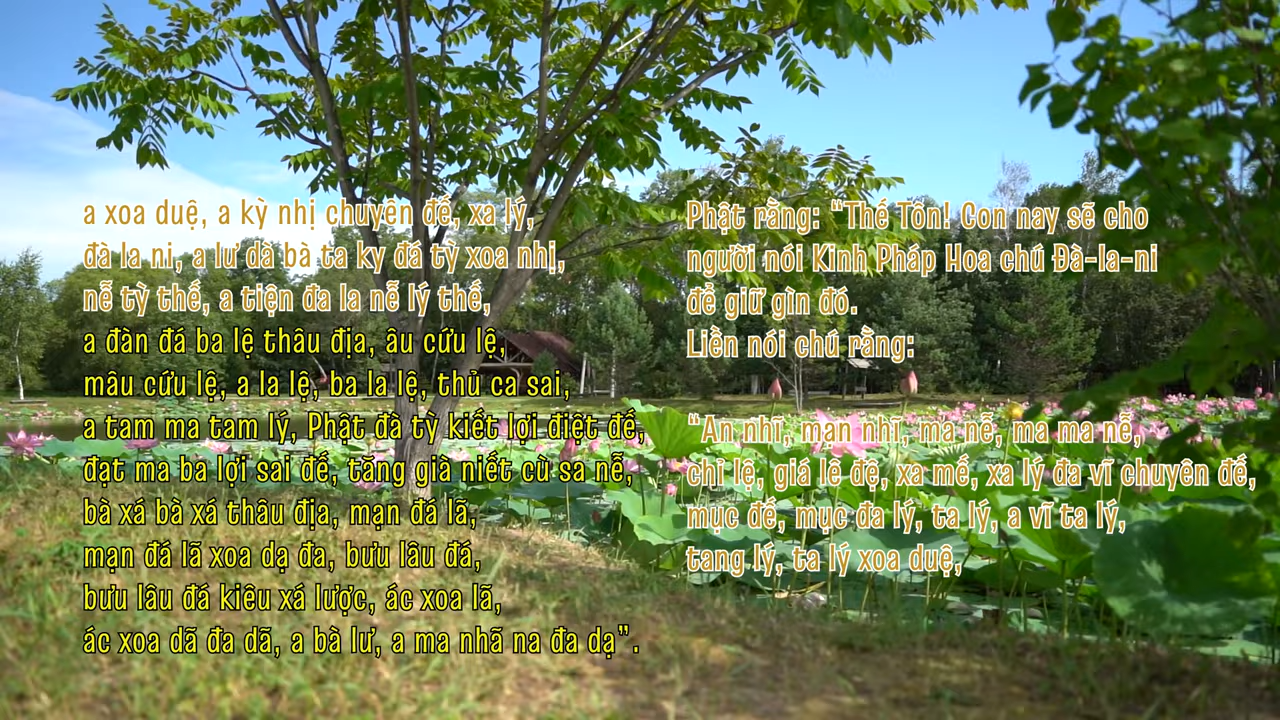 a xoa duệ, a kỳ nhị chuyên đế, xa lý,
đà la ni, a lư dà bà ta ky đá tỳ xoa nhị,
nễ tỳ thế, a tiện đa la nễ lý thế,
a đàn đá ba lệ thâu địa, âu cứu lệ,
mâu cứu lệ, a la lệ, ba la lệ, thủ ca sai,
a tam ma tam lý, Phật đà tỳ kiết lợi điệt đế,
đạt ma ba lợi sai đế, tăng già niết cù sa nễ,
bà xá bà xá thâu địa, mạn đá lã,
mạn đá lã xoa dạ đa, bưu lâu đá,
bưu lâu đá kiêu xá lược, ác xoa lã,
ác xoa dã đa dã, a bà lư, a ma nhã na đa dạ”.
Phật rằng: “Thế Tôn! Con nay sẽ cho
người nói Kinh Pháp Hoa chú Đà-la-ni
để giữ gìn đó.
Liền nói chú rằng:
“An nhĩ, mạn nhĩ, ma nễ, ma ma nễ,
chỉ lệ, giá lê đệ, xa mế, xa lý đa vĩ chuyên đế,
mục đế, mục đa lý, ta lý, a vĩ ta lý,
tang lý, ta lý xoa duệ,